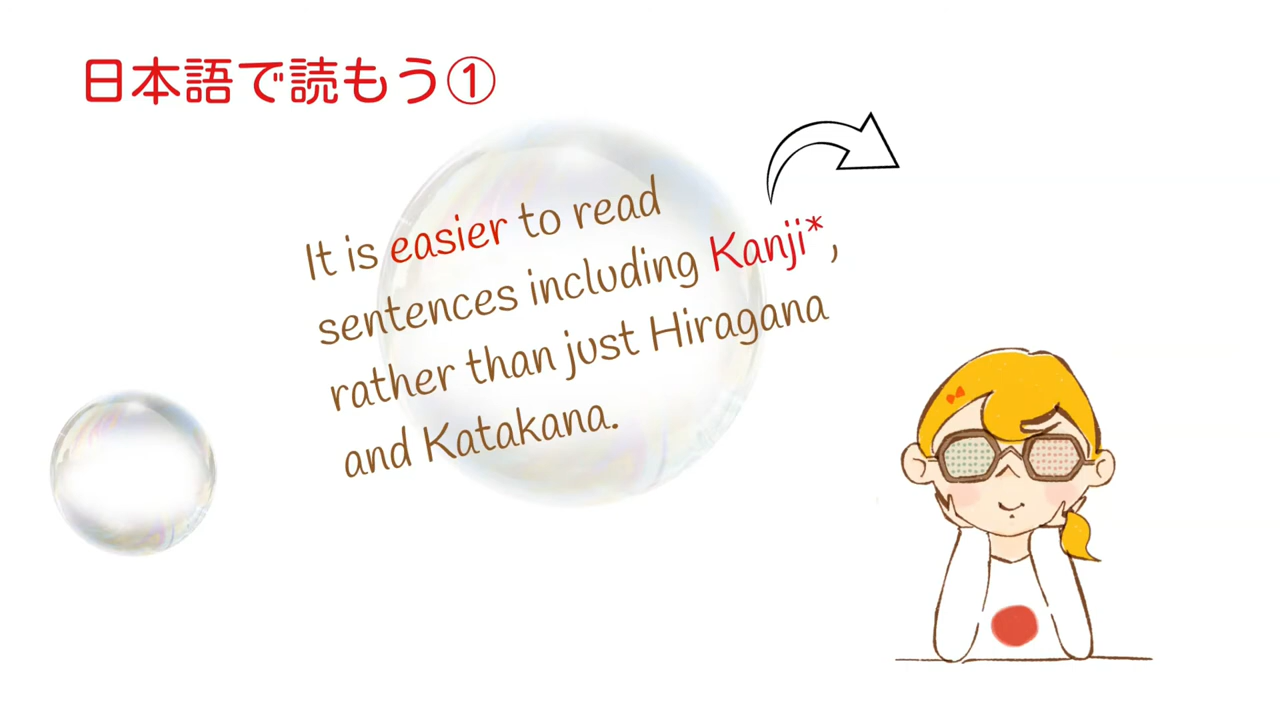 日本語で読もう①
It is easier to read
sentences including Kanji*,
rather than just Hiragana
and Katakana.